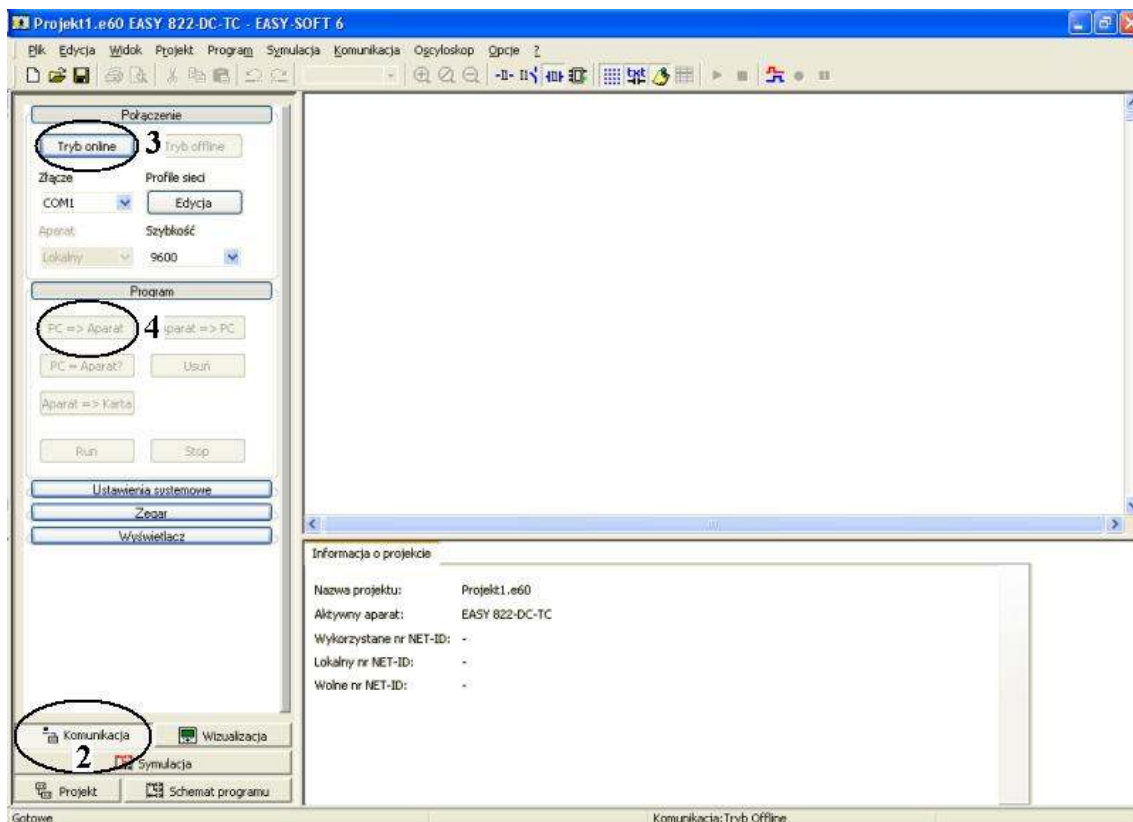 Projekt1.e60 EASY 822-DC-TC - EASY-SOFT 6
Plik Edycja Widok Projekt Program Symulacja Komunikacja Oscyloskop Opcje ?
Połączenie
Tryb online 3 Tryb offline
Złącze Profile sieci
COM1 Edycja
Aparat Szybkość
Lokalny 9600
Program
PC => Aparat 4 parat => PC
PC = Aparat? Usuń
Aparat => Karta
Run Stop
Ustawienia systemowe
Zegar
Wyświetlacz
Informacja o projekcie
Nazwa projektu: Projekt1.e60
Aktywny aparat: EASY 822-DC-TC
Wykorzystane nr NET-ID: -
Lokalny nr NET-ID: -
Wolne nr NET-ID: -
Komunikacja Wizualizacja
2 Symulacja
Projekt Schemat programu
Gotowe Komunikacja:Tryb Offline